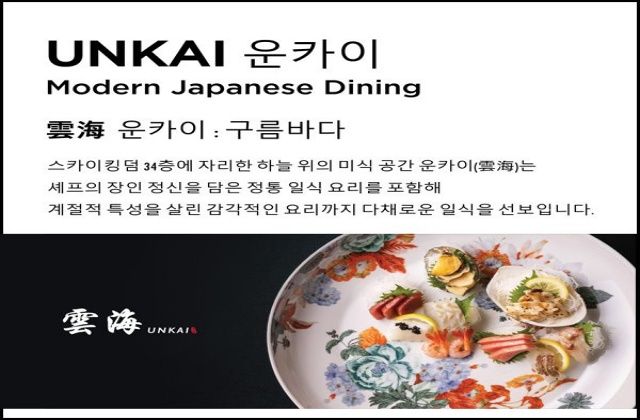 UNKAI 운카이
Modern Japanese Dining
雲海 운카이 : 구름바다
스카이킹덤 34층에 자리한 하늘 위의 미식 공간 운카이(雲海)는
셰프의 장인 정신을 담은 정통 일식 요리를 포함해
계절적 특성을 살린 감각적인 요리까지 다채로운 일식을 선보입니다.
雲海 UNKAI